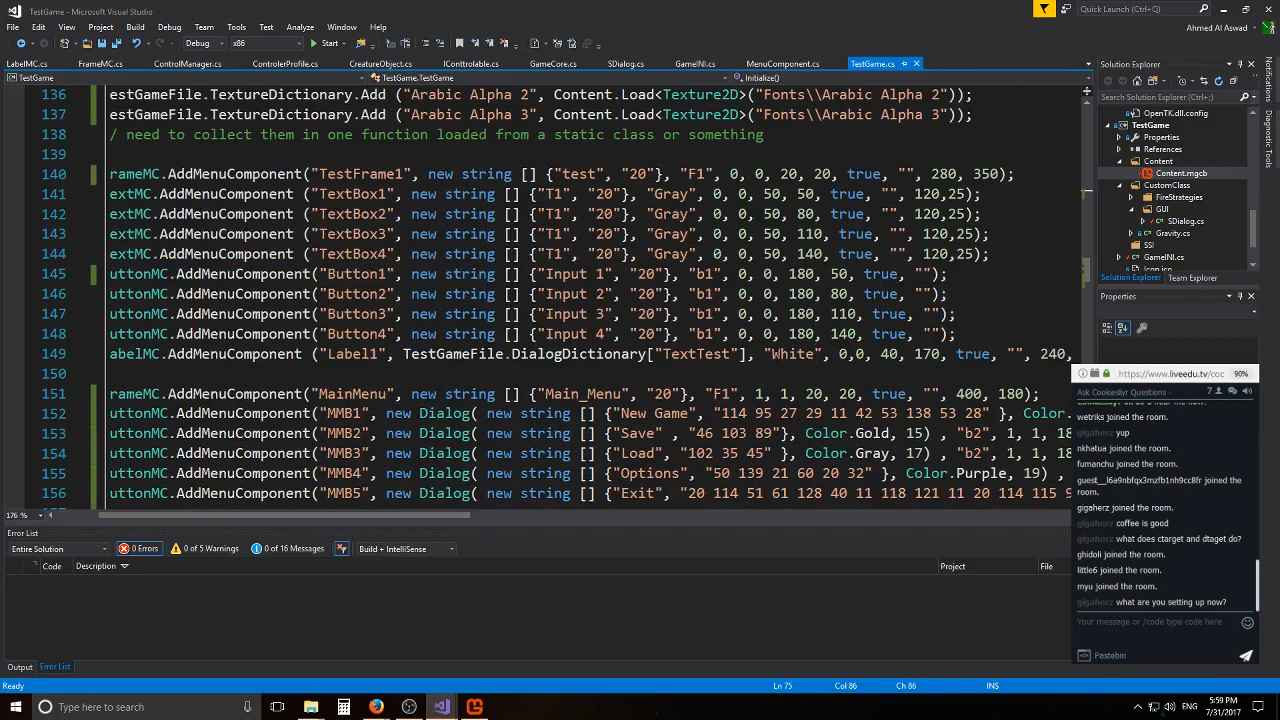 TestGame - Microsoft Visual Studio
Quick Launch (Ctrl+Q)
File Edit View Project Build Debug Team Tools Test Analyze Window Help
Ahmed Al Aswad
Debug x86 Start
LabelMC.cs FrameMC.cs ControlManager.cs ControlerProfile.cs CreatureObject.cs IControlable.cs GameCore.cs SDialog.cs GameINI.cs MenuComponent.cs TestGame.cs
TestGame TestGame.TestGame Initialize()
136 estGameFile.TextureDictionary.Add ("Arabic Alpha 2", Content.Load<Texture2D>("Fonts\\Arabic Alpha 2"));
137 estGameFile.TextureDictionary.Add ("Arabic Alpha 3", Content.Load<Texture2D>("Fonts\\Arabic Alpha 3"));
138 / need to collect them in one function loaded from a static class or something
139
140 rameMC.AddMenuComponent("TestFrame1", new string [] {"test", "20"}, "F1", 0, 0, 20, 20, true, "", 280, 350);
141 extMC.AddMenuComponent ("TextBox1", new string [] {"T1", "20"}, "Gray", 0, 0, 50, 50, true, "", 120,25);
142 extMC.AddMenuComponent ("TextBox2", new string [] {"T1", "20"}, "Gray", 0, 0, 50, 80, true, "", 120,25);
143 extMC.AddMenuComponent ("TextBox3", new string [] {"T1", "20"}, "Gray", 0, 0, 50, 110, true, "", 120,25);
144 extMC.AddMenuComponent ("TextBox4", new string [] {"T1", "20"}, "Gray", 0, 0, 50, 140, true, "", 120,25);
145 uttonMC.AddMenuComponent("Button1", new string [] {"Input 1", "20"}, "b1", 0, 0, 180, 50, true, "");
146 uttonMC.AddMenuComponent("Button2", new string [] {"Input 2", "20"}, "b1", 0, 0, 180, 80, true, "");
147 uttonMC.AddMenuComponent("Button3", new string [] {"Input 3", "20"}, "b1", 0, 0, 180, 110, true, "");
148 uttonMC.AddMenuComponent("Button4", new string [] {"Input 4", "20"}, "b1", 0, 0, 180, 140, true, "");
149 abelMC.AddMenuComponent ("Label1", TestGameFile.DialogDictionary["TextTest"], "White", 0,0, 40, 170, true, "", 240,
150
151 rameMC.AddMenuComponent("MainMenu", new string [] {"Main_Menu", "20"}, "F1", 1, 1, 20, 20, true, "", 400, 180);
152 uttonMC.AddMenuComponent("MMB1", new Dialog( new string [] {"New Game", "114 95 27 29 11 42 53 138 53 28" }, Color.
153 uttonMC.AddMenuComponent("MMB2", new Dialog( new string [] {"Save" , "46 103 89"}, Color.Gold, 15) , "b2", 1, 1, 18
154 uttonMC.AddMenuComponent("MMB3", new Dialog( new string [] {"Load", "102 35 45" }, Color.Gray, 17) , "b2", 1, 1, 18
155 uttonMC.AddMenuComponent("MMB4", new Dialog( new string [] {"Options", "50 139 21 60 20 32" }, Color.Purple, 19) ,
156 uttonMC.AddMenuComponent("MMB5", new Dialog( new string [] {"Exit", "20 114 51 61 128 40 11 118 121 11 20 114 115 9
176 %
Error List
Entire Solution 0 Errors 0 of 5 Warnings 0 of 16 Messages Build + IntelliSense
Code Description Project File
Output Error List
Ready Ln 75 Col 86 Ch 86 INS
Solution Explorer
Search Solution Explorer (Ctrl+;)
OpenTK.dll.config
TestGame
Properties
References
Content
Content.mgcb
CustomClass
FireStrategies
GUI
SDialog.cs
Gravity.cs
SSI
GameINI.cs
Icon.ico
Solution Explorer Team Explorer
Properties
Notifications
Diagnostic Tools
https://www.liveedu.tv/coc 90%
Ask Cookieslyr Questions 7
wetriks joined the room.
gigaherz yup
nkhatua joined the room.
fumanchu joined the room.
guest__l6a9nbfqx3mzfb1nh9cc8fr joined the
room.
gigaherz joined the room.
gigaherz coffee is good
gigaherz what does ctarget and dtaget do?
ghidoli joined the room.
little6 joined the room.
myu joined the room.
gigaherz what are you setting up now?
Your message or /code type code here
Pastebin
Type here to search
ENG
5:59 PM
7/31/2017